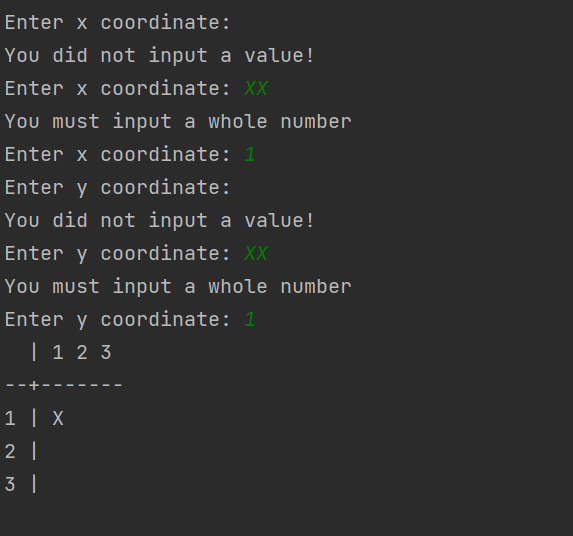 Enter x coordinate:
You did not input a value!
Enter x coordinate: XX
You must input a whole number
Enter x coordinate: 1
Enter y coordinate:
You did not input a value!
Enter y coordinate: XX
You must input a whole number
Enter y coordinate: 1
  | 1 2 3
--+-------
1 | X
2 |
3 |